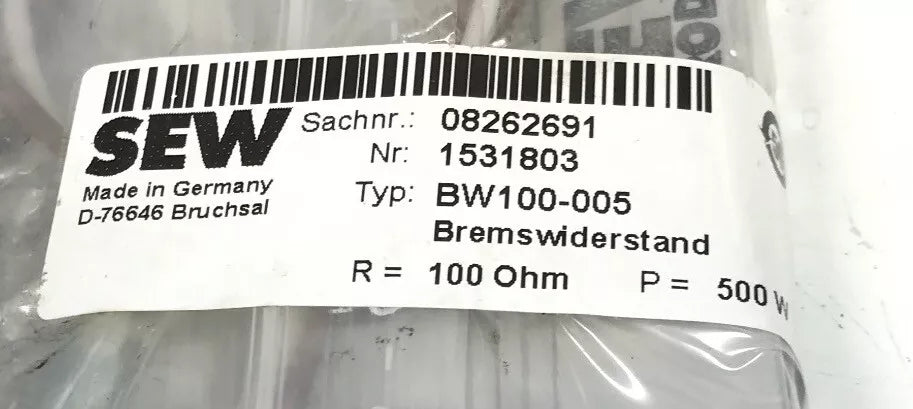 SEW
Made in Germany
D-76646 Bruchsal
Sachnr.: 08262691
Nr: 1531803
Typ: BW100-005
Bremswiderstand
R = 100 Ohm P = 500 W